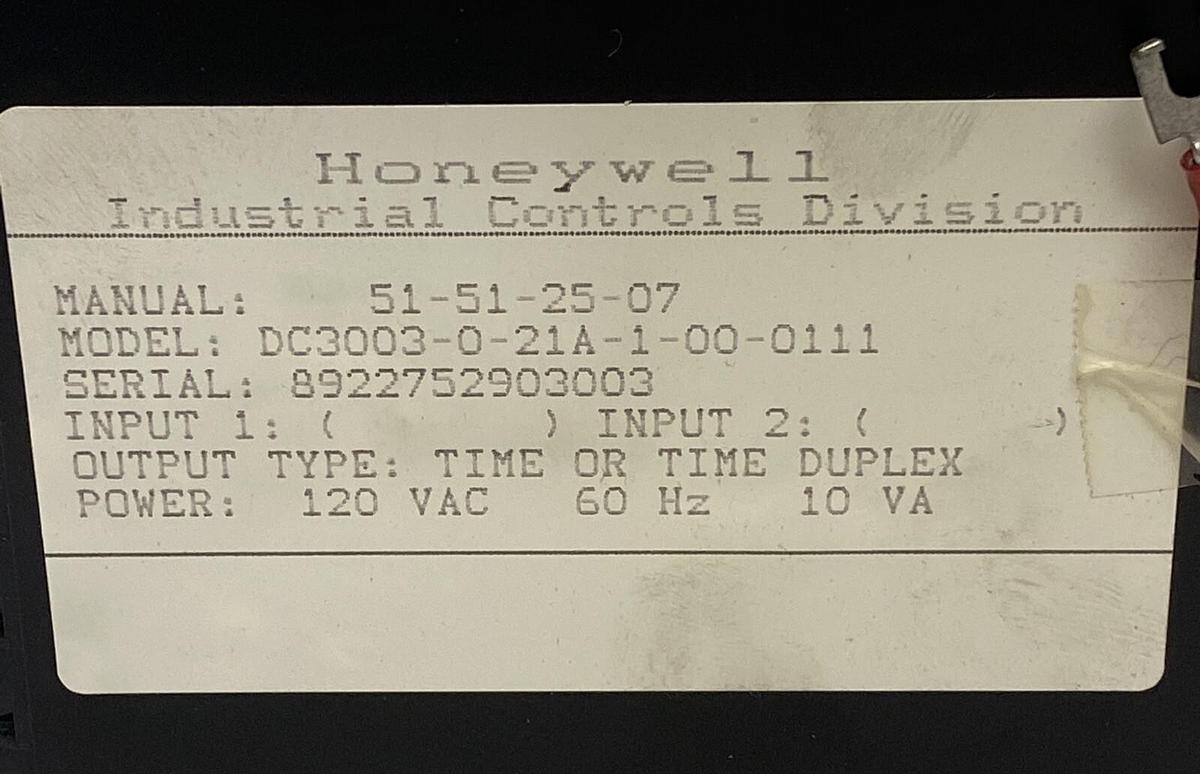 Honeywell
Industrial Controls Division
MANUAL: 51-51-25-07
MODEL: DC3003-0-21A-1-00-0111
SERIAL: 8922752903003
INPUT 1: ( ) INPUT 2: ( )
OUTPUT TYPE: TIME OR TIME DUPLEX
POWER: 120 VAC 60 Hz 10 VA